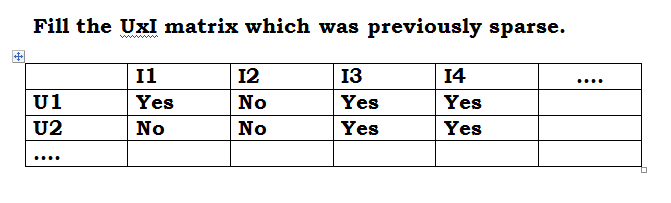 Fill the UxI matrix which was previously sparse.
I1 I2 I3 I4 ....
U1 Yes No Yes Yes
U2 No No Yes Yes
....